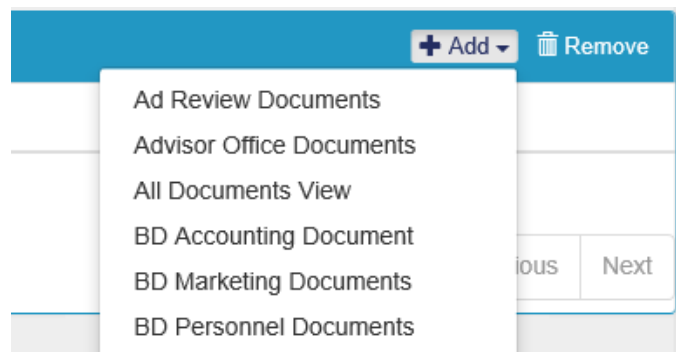 Add Remove
Ad Review Documents
Advisor Office Documents
All Documents View
BD Accounting Document
BD Marketing Documents
ious Next
BD Personnel Documents